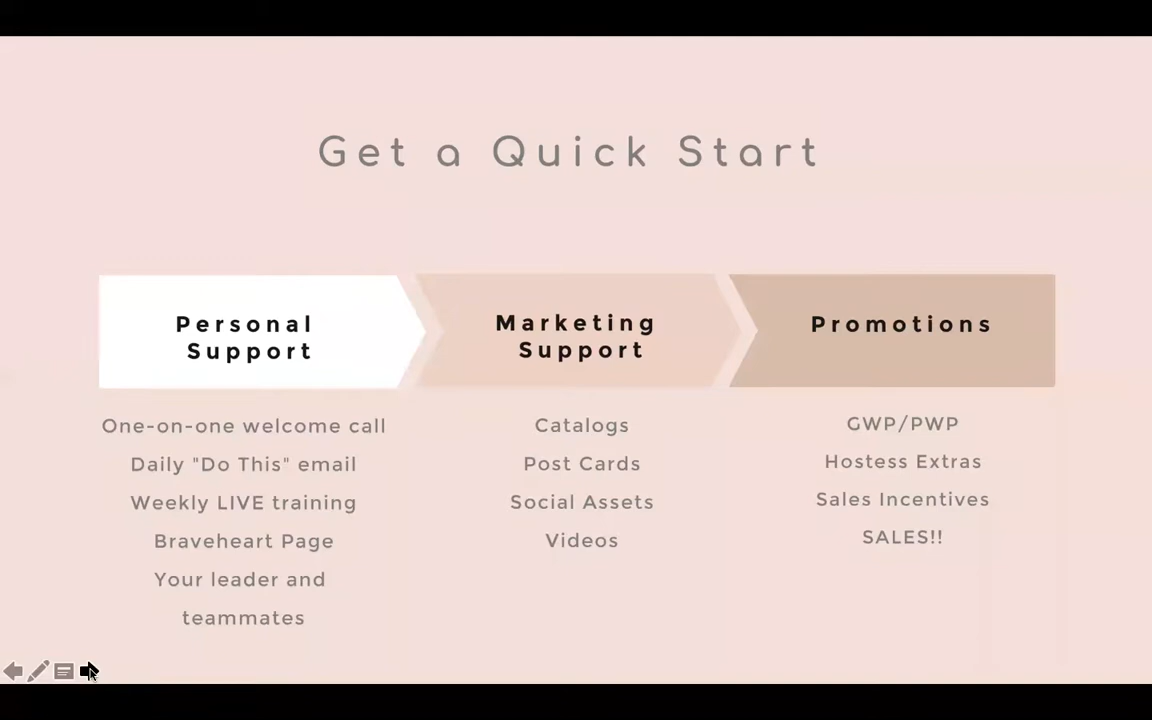 Get a Quick Start
Personal
Support
One-on-one welcome call
Daily "Do This" email
Weekly LIVE training
Braveheart Page
Your leader and
teammates
Marketing
Support
Catalogs
Post Cards
Social Assets
Videos
Promotions
GWP/PWP
Hostess Extras
Sales Incentives
SALES!!